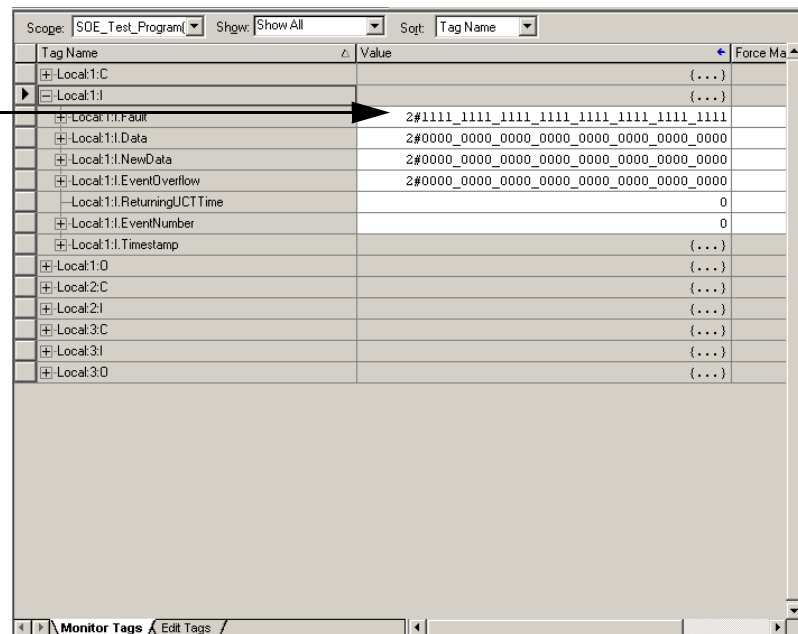 Scope: SOE_Test_Program( Show: Show All Sort: Tag Name
Tag Name Value Force Ma
Local:1:C {...}
Local:1:I {...}
Local:1:I.Fault 2#1111_1111_1111_1111_1111_1111_1111_1111
Local:1:I.Data 2#0000_0000_0000_0000_0000_0000_0000_0000
Local:1:I.NewData 2#0000_0000_0000_0000_0000_0000_0000_0000
Local:1:I.EventOverflow 2#0000_0000_0000_0000_0000_0000_0000_0000
Local:1:I.ReturningUCTTime 0
Local:1:I.EventNumber 0
Local:1:I.Timestamp {...}
Local:1:O {...}
Local:2:C {...}
Local:2:I {...}
Local:3:C {...}
Local:3:I {...}
Local:3:O {...}
Monitor Tags Edit Tags